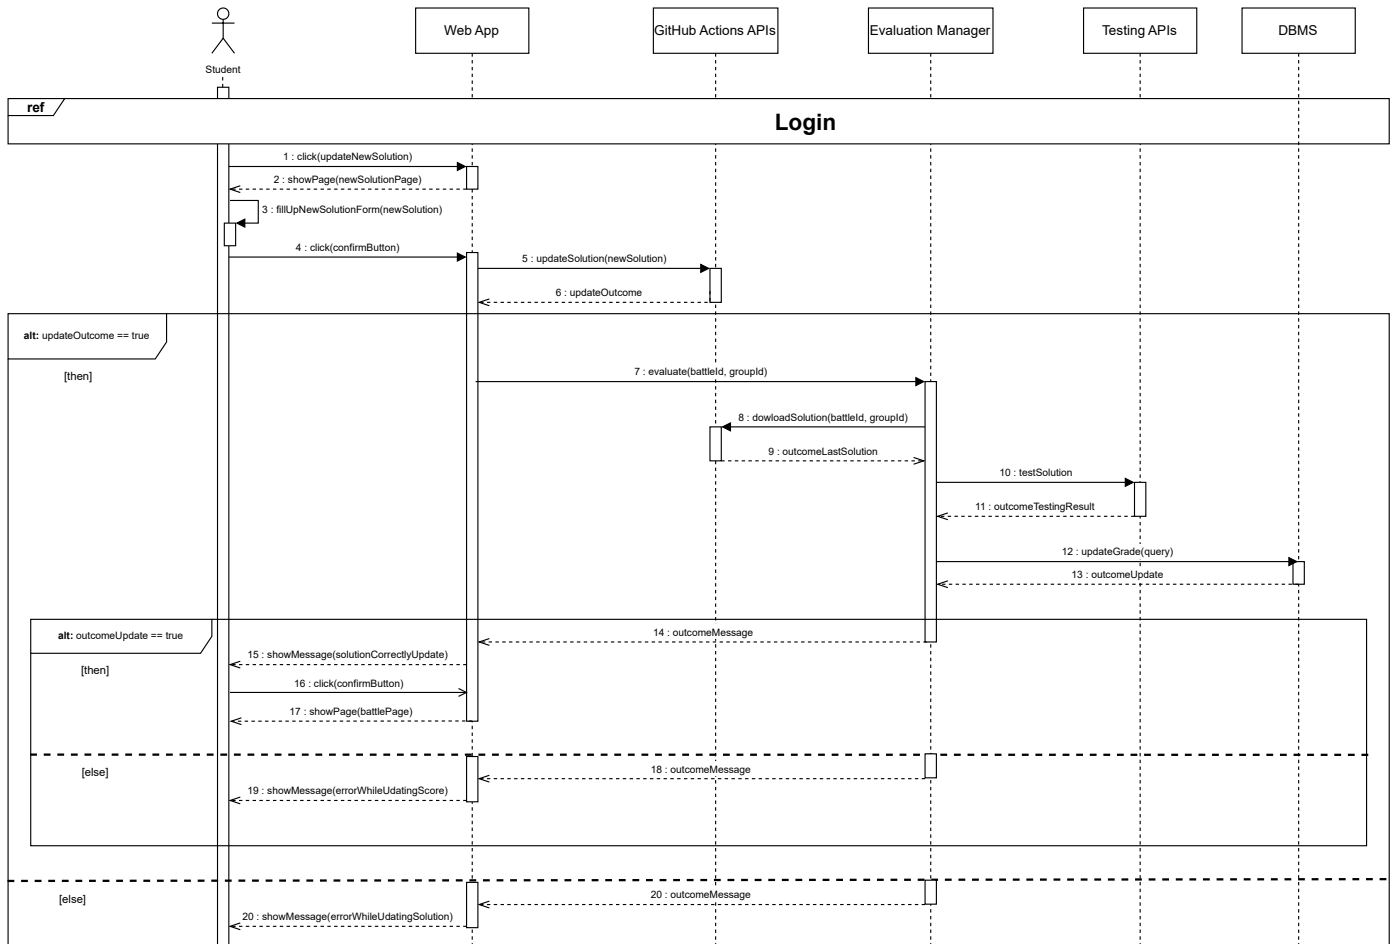 Student
Web App
GitHub Actions APIs
Evaluation Manager
Testing APIs
DBMS
ref
Login
1 : click(updateNewSolution)
2 : showPage(newSolutionPage)
3 : fillUpNewSolutionForm(newSolution)
4 : click(confirmButton)
5 : updateSolution(newSolution)
6 : updateOutcome
alt: updateOutcome == true
[then]
7 : evaluate(battleId, groupId)
8 : dowloadSolution(battleId, groupId)
9 : outcomeLastSolution
10 : testSolution
11 : outcomeTestingResult
12 : updateGrade(query)
13 : outcomeUpdate
alt: outcomeUpdate == true
14 : outcomeMessage
15 : showMessage(solutionCorrectlyUpdate)
[then]
16 : click(confirmButton)
17 : showPage(battlePage)
[else]
18 : outcomeMessage
19 : showMessage(errorWhileUdatingScore)
[else]
20 : outcomeMessage
20 : showMessage(errorWhileUdatingSolution)